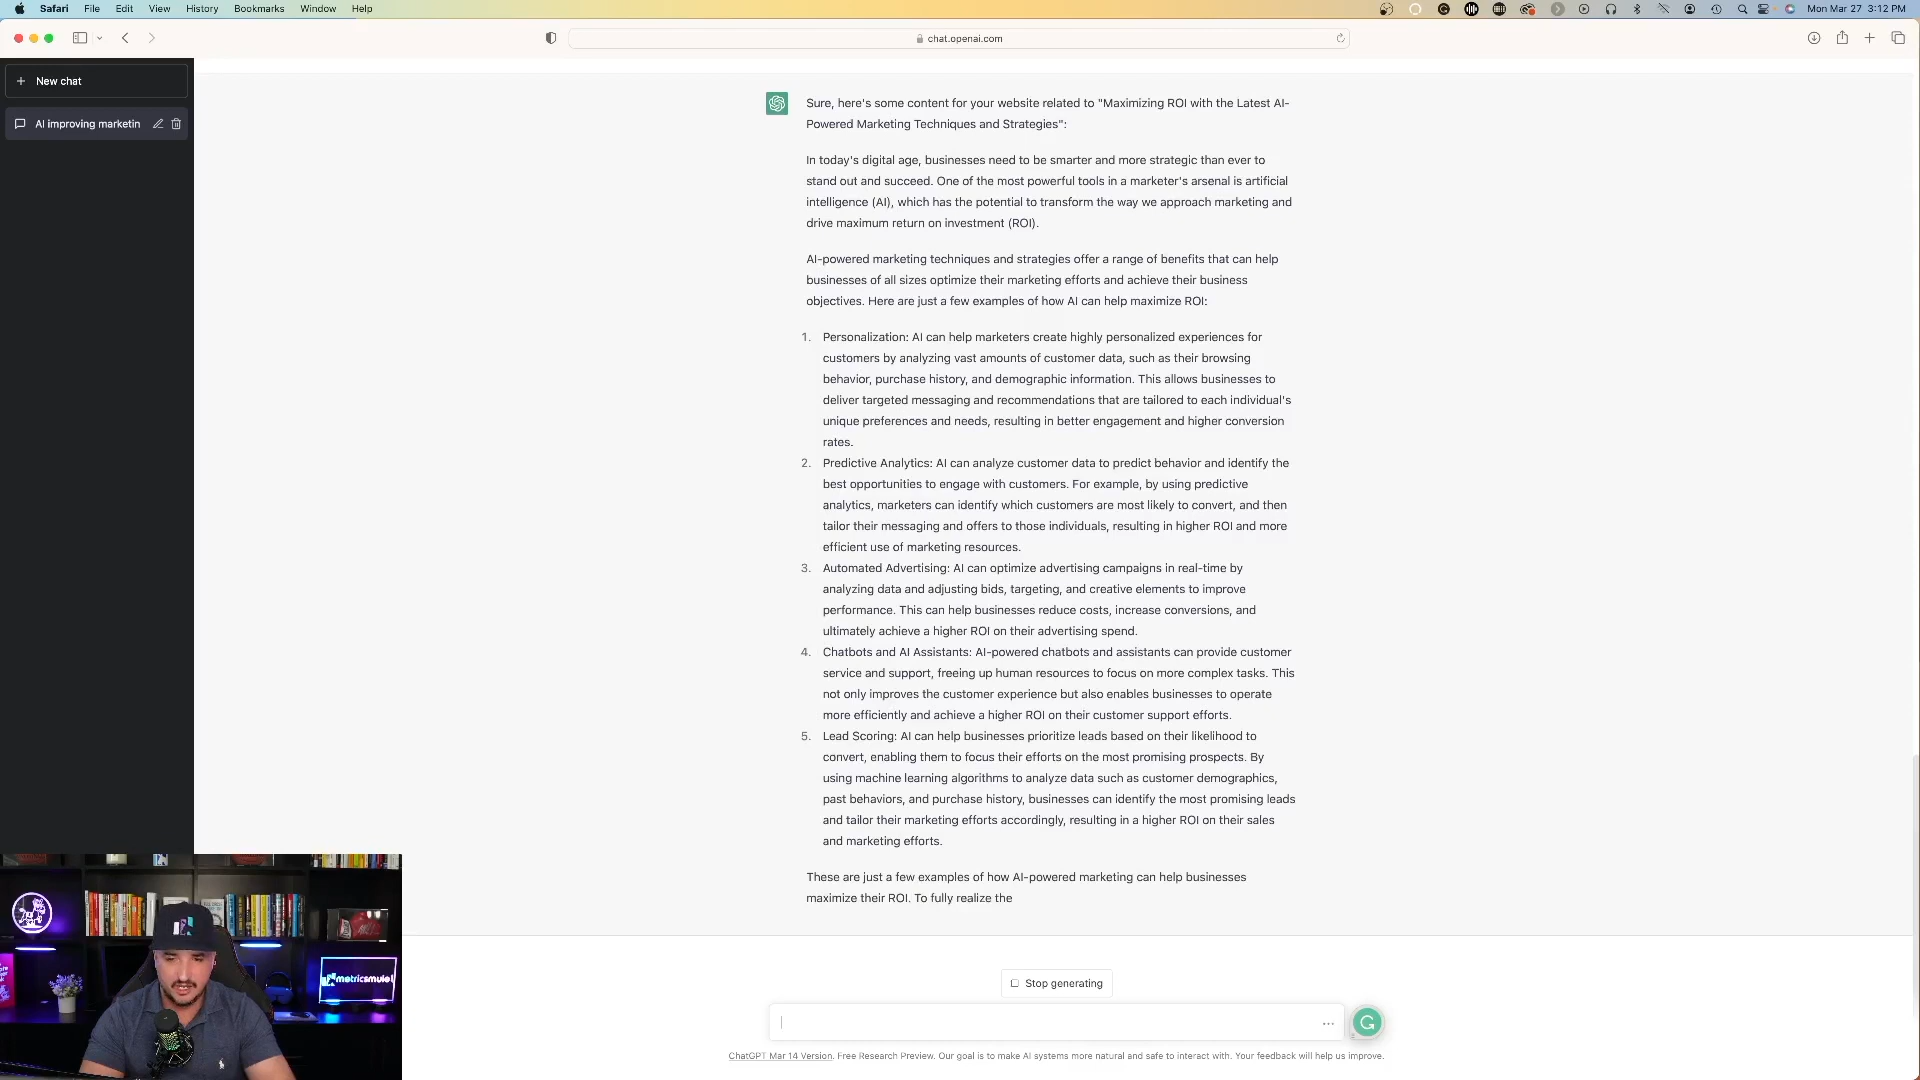 Safari File Edit View History Bookmarks Window Help Mon Mar 27 3:12 PM
chat.openai.com
New chat
AI improving marketin
Sure, here's some content for your website related to "Maximizing ROI with the Latest AI-
Powered Marketing Techniques and Strategies":
In today's digital age, businesses need to be smarter and more strategic than ever to
stand out and succeed. One of the most powerful tools in a marketer's arsenal is artificial
intelligence (AI), which has the potential to transform the way we approach marketing and
drive maximum return on investment (ROI).
AI-powered marketing techniques and strategies offer a range of benefits that can help
businesses of all sizes optimize their marketing efforts and achieve their business
objectives. Here are just a few examples of how AI can help maximize ROI:
1. Personalization: AI can help marketers create highly personalized experiences for
customers by analyzing vast amounts of customer data, such as their browsing
behavior, purchase history, and demographic information. This allows businesses to
deliver targeted messaging and recommendations that are tailored to each individual's
unique preferences and needs, resulting in better engagement and higher conversion
rates.
2. Predictive Analytics: AI can analyze customer data to predict behavior and identify the
best opportunities to engage with customers. For example, by using predictive
analytics, marketers can identify which customers are most likely to convert, and then
tailor their messaging and offers to those individuals, resulting in higher ROI and more
efficient use of marketing resources.
3. Automated Advertising: AI can optimize advertising campaigns in real-time by
analyzing data and adjusting bids, targeting, and creative elements to improve
performance. This can help businesses reduce costs, increase conversions, and
ultimately achieve a higher ROI on their advertising spend.
4. Chatbots and AI Assistants: AI-powered chatbots and assistants can provide customer
service and support, freeing up human resources to focus on more complex tasks. This
not only improves the customer experience but also enables businesses to operate
more efficiently and achieve a higher ROI on their customer support efforts.
5. Lead Scoring: AI can help businesses prioritize leads based on their likelihood to
convert, enabling them to focus their efforts on the most promising prospects. By
using machine learning algorithms to analyze data such as customer demographics,
past behaviors, and purchase history, businesses can identify the most promising leads
and tailor their marketing efforts accordingly, resulting in a higher ROI on their sales
and marketing efforts.
These are just a few examples of how AI-powered marketing can help businesses
maximize their ROI. To fully realize the
metricsmule
Stop generating
ChatGPT Mar 14 Version. Free Research Preview. Our goal is to make AI systems more natural and safe to interact with. Your feedback will help us improve.